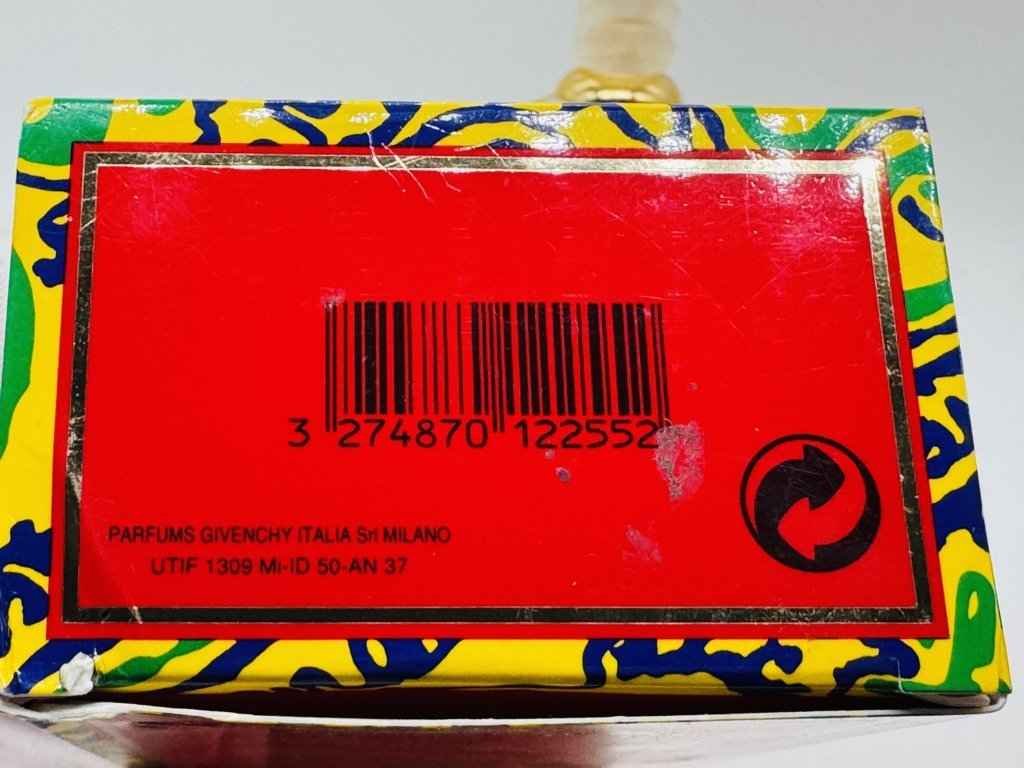 3 274870 122552
PARFUMS GIVENCHY ITALIA Srl MILANO
UTIF 1309 Mi-ID 50-AN 37